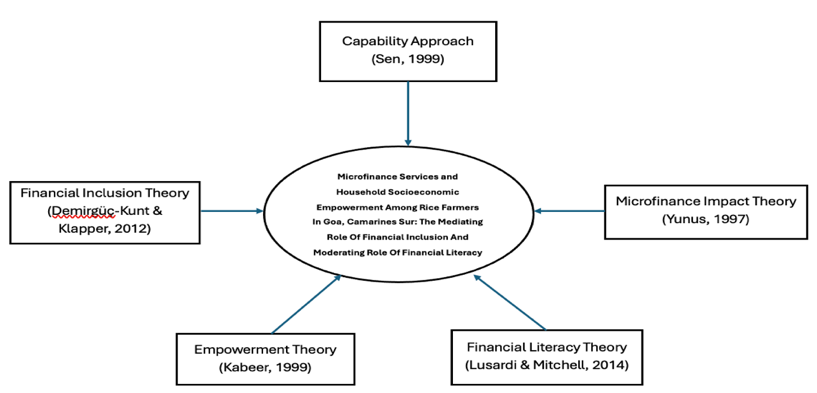 Capability Approach
(Sen, 1999)
Financial Inclusion Theory
(Demirgüç-Kunt &
Klapper, 2012)
Microfinance Services and
Household Socioeconomic
Empowerment Among Rice Farmers
In Goa, Camarines Sur: The Mediating
Role Of Financial Inclusion And
Moderating Role Of Financial Literacy
Microfinance Impact Theory
(Yunus, 1997)
Empowerment Theory
(Kabeer, 1999)
Financial Literacy Theory
(Lusardi & Mitchell, 2014)